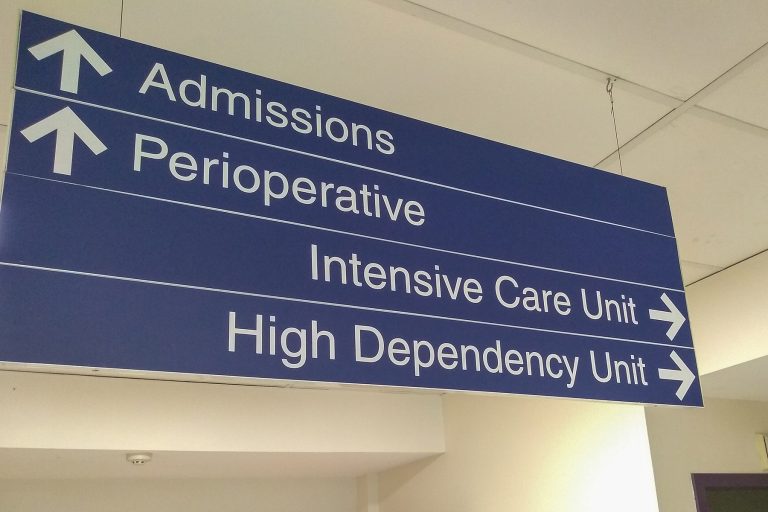 Admissions
Perioperative
Intensive Care Unit
High Dependency Unit